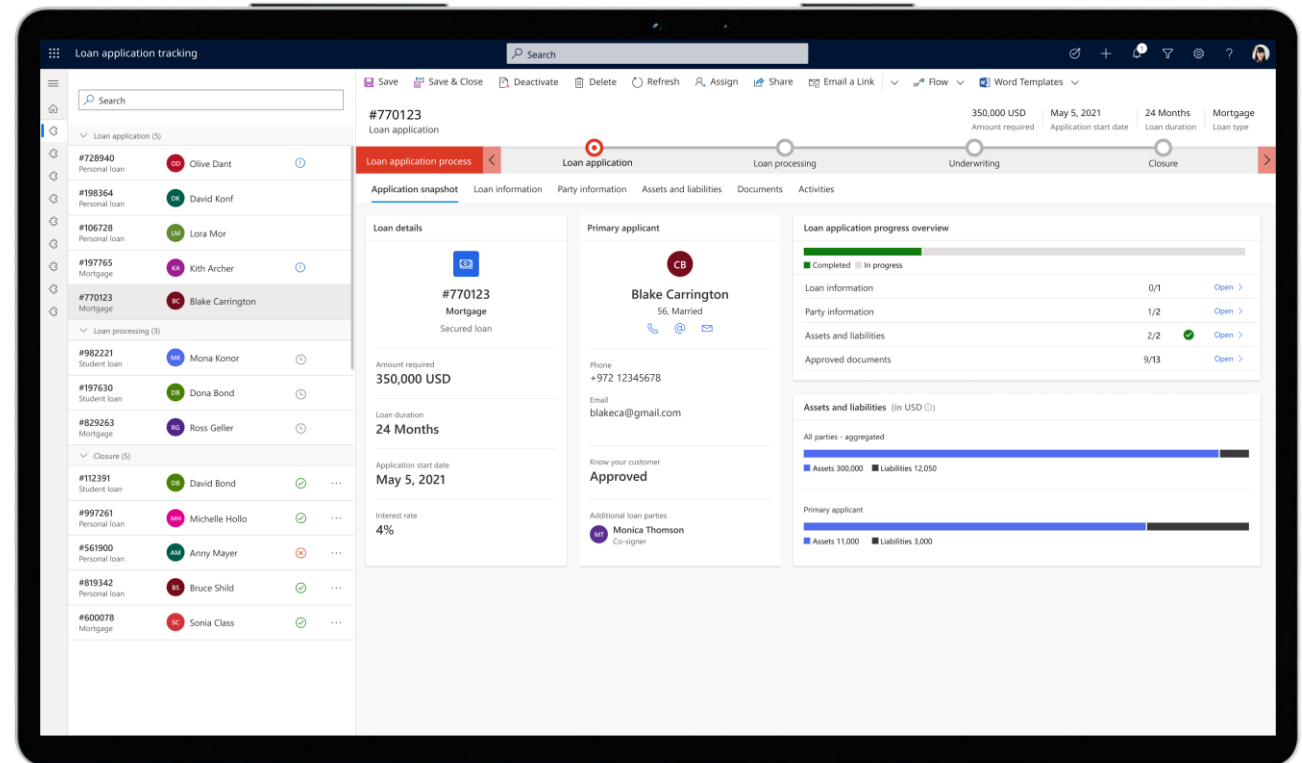 Loan application tracking
Search
1
Save
Save & Close
Deactivate
Delete
Refresh
Assign
Share
Email a Link
Flow
Word Templates
Search
Loan application (5)
#728940
Personal loan
OD
Olive Dant
#198364
Personal loan
DK
David Konf
#106728
Personal loan
LM
Lora Mor
#197765
Mortgage
KA
Kith Archer
#770123
Mortgage
BC
Blake Carrington
Loan processing (3)
#982221
Student loan
MK
Mona Konor
#197630
Student loan
DB
Dona Bond
#829263
Mortgage
RG
Ross Geller
Closure (5)
#112391
Student loan
DB
David Bond
#997261
Personal loan
MH
Michelle Hollo
#561900
Personal loan
AM
Anny Mayer
#819342
Personal loan
BS
Bruce Shild
#600078
Mortgage
SC
Sonia Class
#770123
Loan application
350,000 USD
Amount required
May 5, 2021
Application start date
24 Months
Loan duration
Mortgage
Loan type
Loan application process
Loan application
Loan processing
Underwriting
Closure
Application snapshot
Loan information
Party information
Assets and liabilities
Documents
Activities
Loan details
#770123
Mortgage
Secured loan
Amount required
350,000 USD
Loan duration
24 Months
Application start date
May 5, 2021
Interest rate
4%
Primary applicant
CB
Blake Carrington
56, Married
Phone
+972 12345678
Email
blakeca@gmail.com
Know your customer
Approved
Additional loan parties
MT
Monica Thomson
Co-signer
Loan application progress overview
Completed In progress
Loan information 0/1 Open
Party information 1/2 Open
Assets and liabilities 2/2 Open
Approved documents 9/13 Open
Assets and liabilities (in USD)
All parties - aggregated
Assets 300,000 Liabilities 12,050
Primary applicant
Assets 11,000 Liabilities 3,000